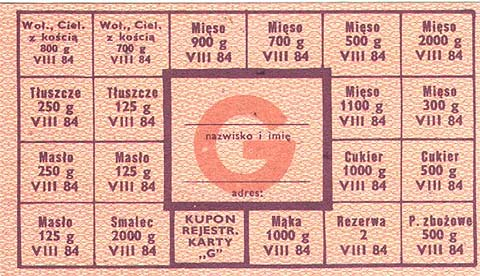 Woł., Ciel.
z kością
800 g
VIII 84
Woł., Ciel.
z kością
700 g
VIII 84
Mięso
900 g
VIII 84
Mięso
700 g
VIII 84
Mięso
500 g
VIII 84
Mięso
2000 g
VIII 84
Tłuszcze
250 g
VIII 84
Tłuszcze
125 g
VIII 84
G
nazwisko i imię
adres:
Mięso
1100 g
VIII 84
Mięso
300 g
VIII 84
Masło
250 g
VIII 84
Masło
125 g
VIII 84
Cukier
1000 g
VIII 84
Cukier
500 g
VIII 84
Masło
125 g
VIII 84
Smalec
2000 g
VIII 84
KUPON
REJESTR.
KARTY
„G"
Mąka
1000 g
VIII 84
Rezerwa
2
VIII 84
P. zbożowe
500 g
VIII 84